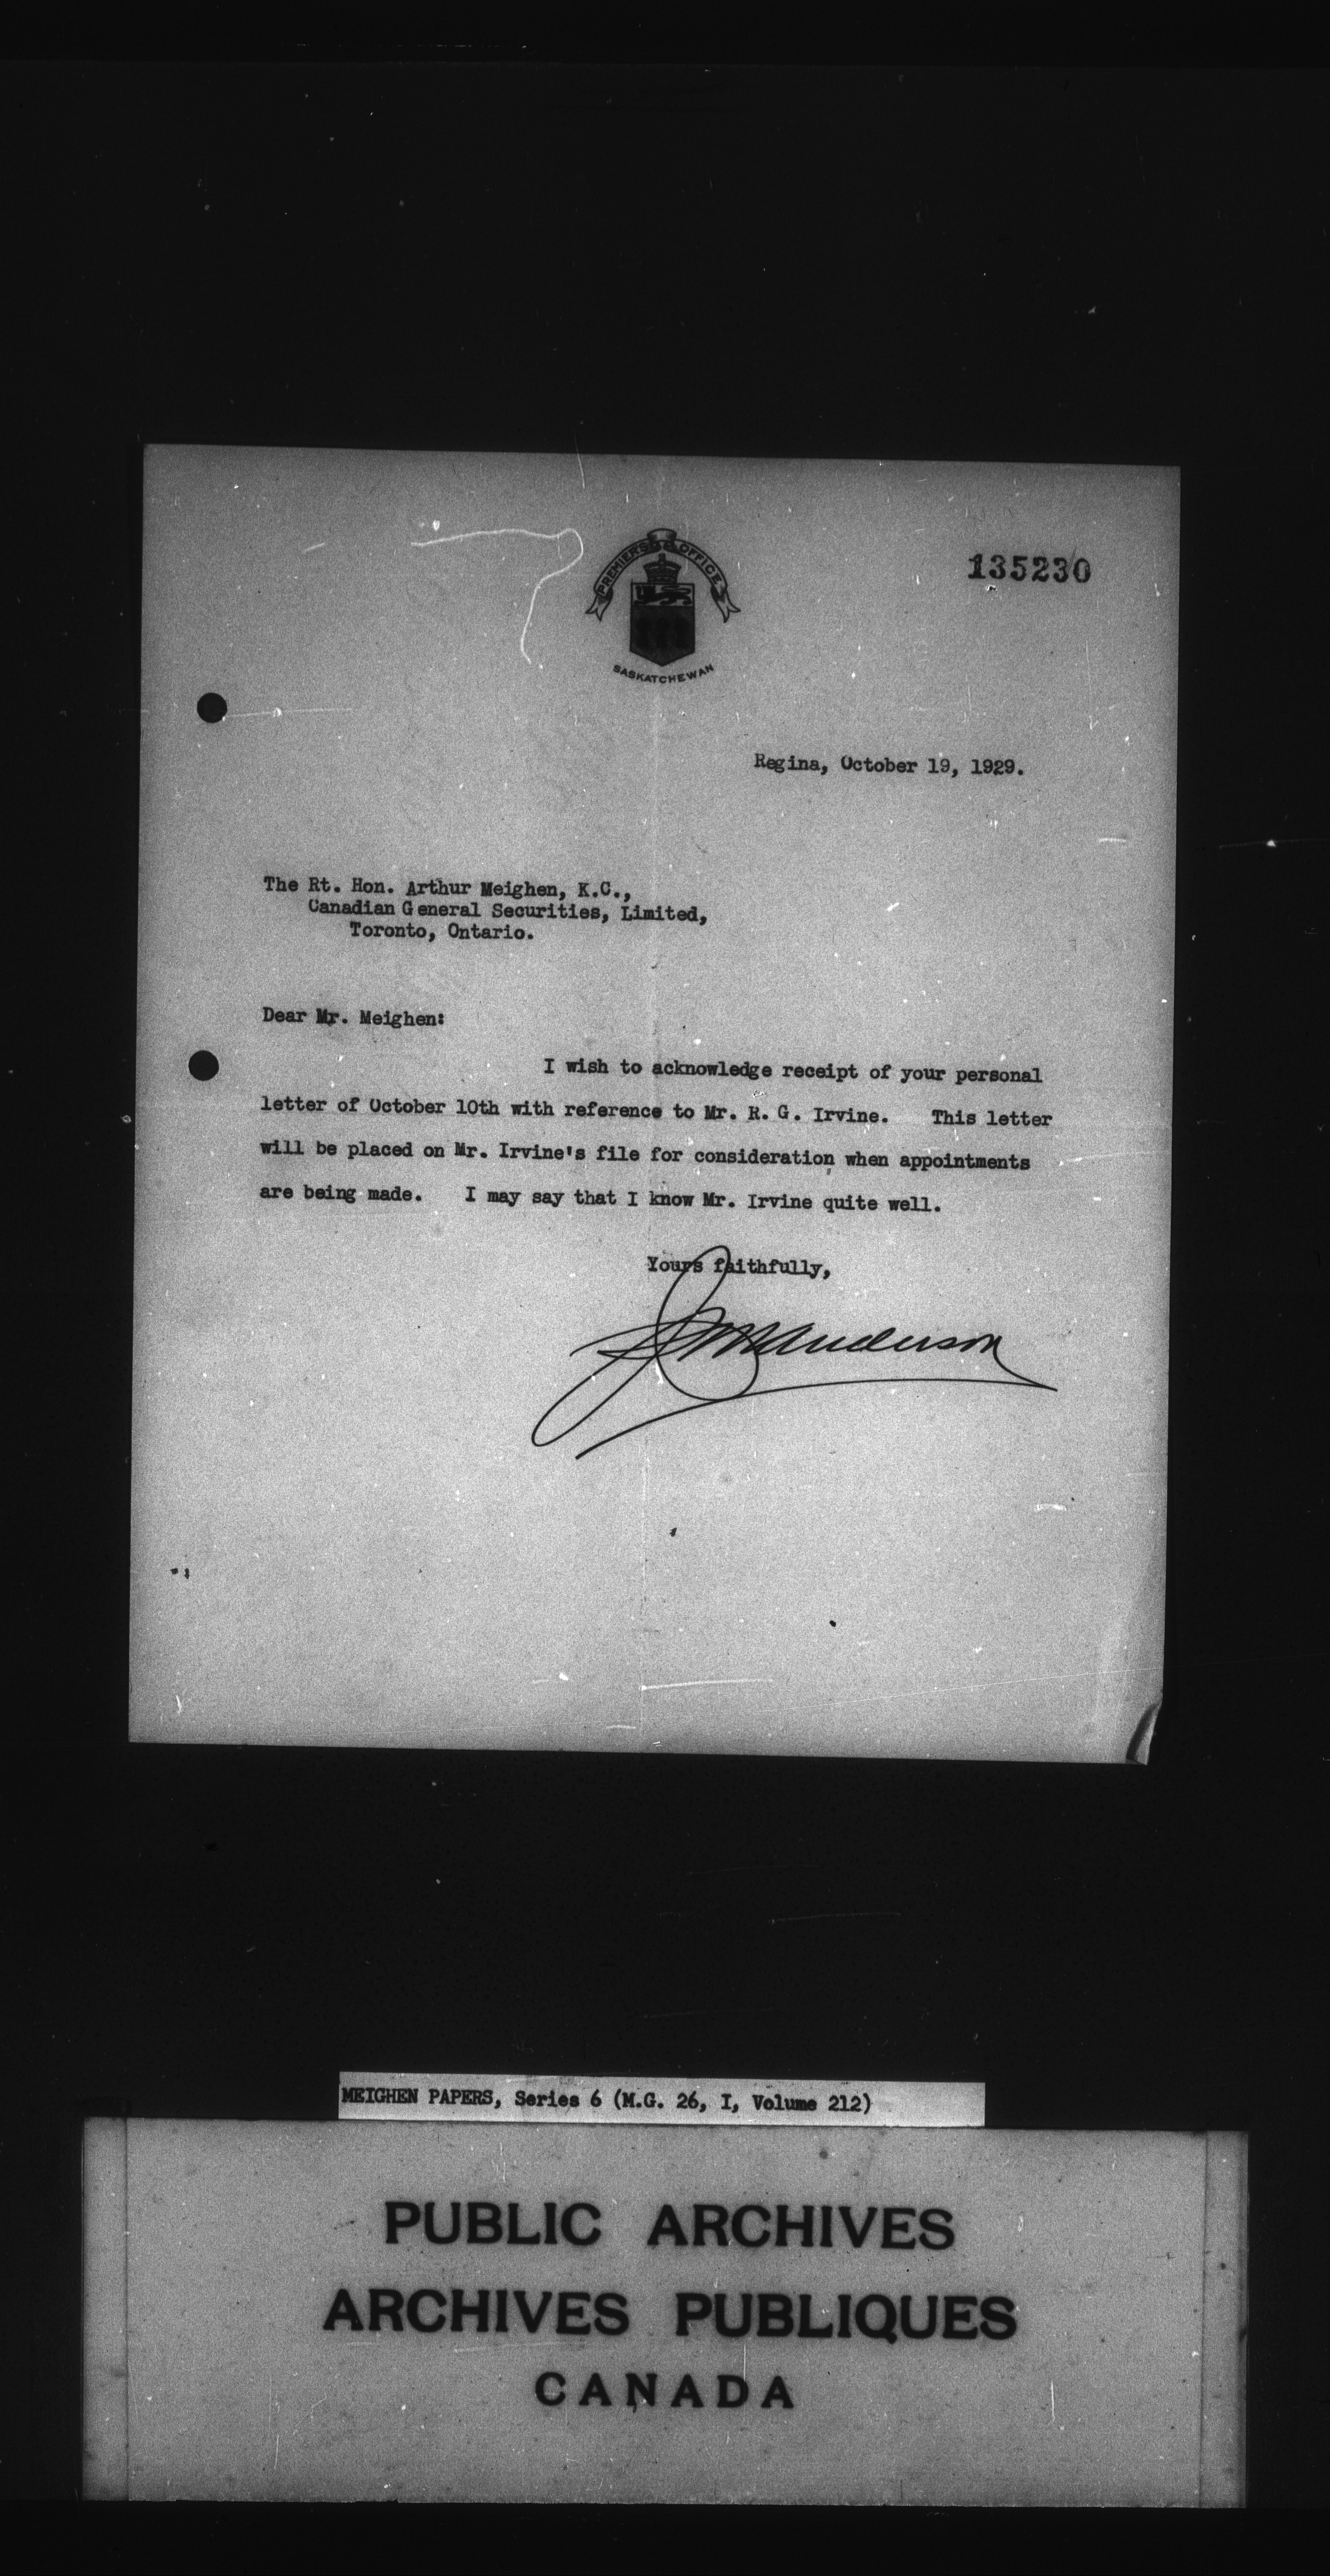 PREMIERS OFFICE
SASKATCHEWAN
135230
Regina, October 19, 1929.
The Rt. Hon. Arthur Meighen, K.C.,
Canadian General Securities, Limited,
Toronto, Ontario.
Dear Mr. Meighen:
I wish to acknowledge receipt of your personal
letter of October 10th with reference to Mr. R. G. Irvine. This letter
will be placed on Mr. Irvine's file for consideration when appointments
are being made. I may say that I know Mr. Irvine quite well.
Yours faithfully,
J.T.M. Anderson
MEIGHEN PAPERS, Series 6 (M.G. 26, I, Volume 212)
PUBLIC ARCHIVES
ARCHIVES PUBLIQUES
CANADA